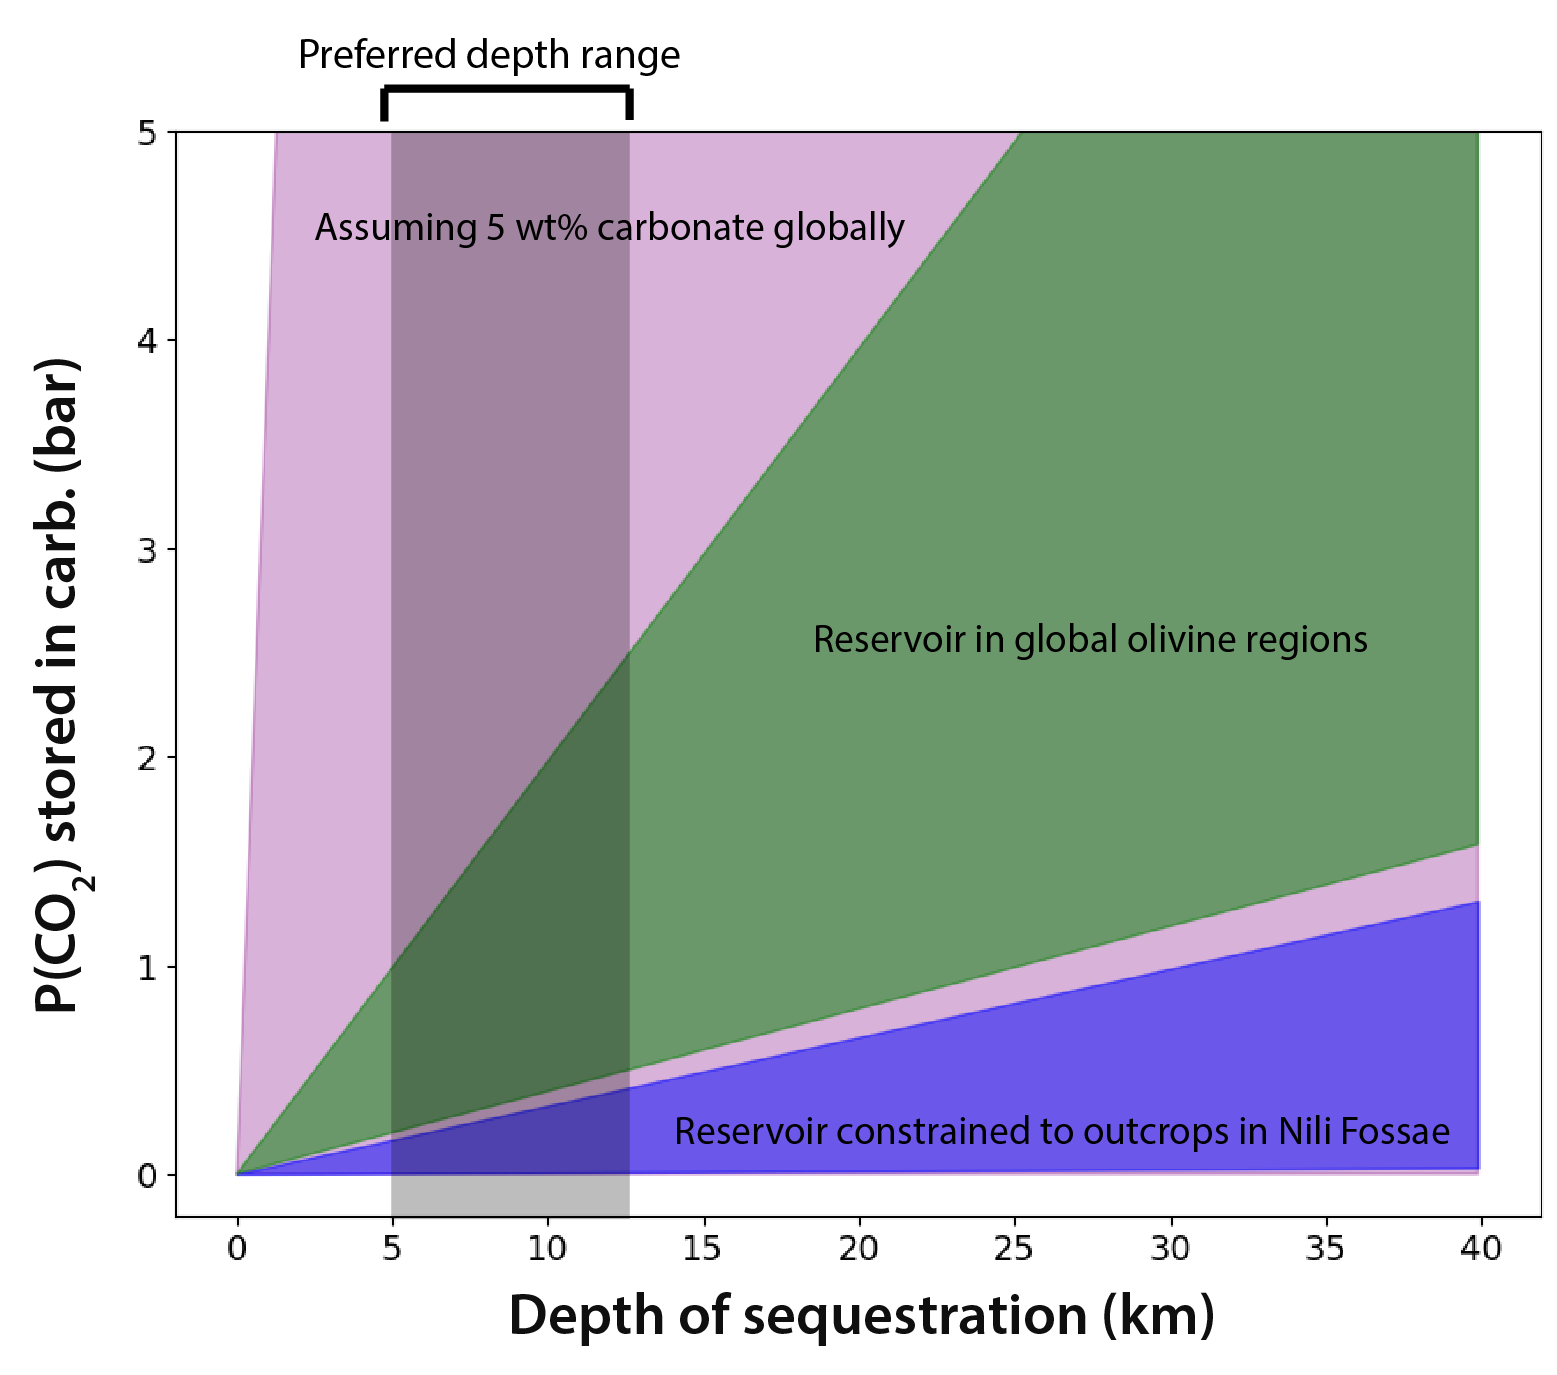 Preferred depth range
5
Assuming 5 wt% carbonate globally
4
3
Reservoir in global olivine regions
2
1
Reservoir constrained to outcrops in Nili Fossae
0
P(CO₂) stored in carb. (bar)
0 5 10 15 20 25 30 35 40
Depth of sequestration (km)